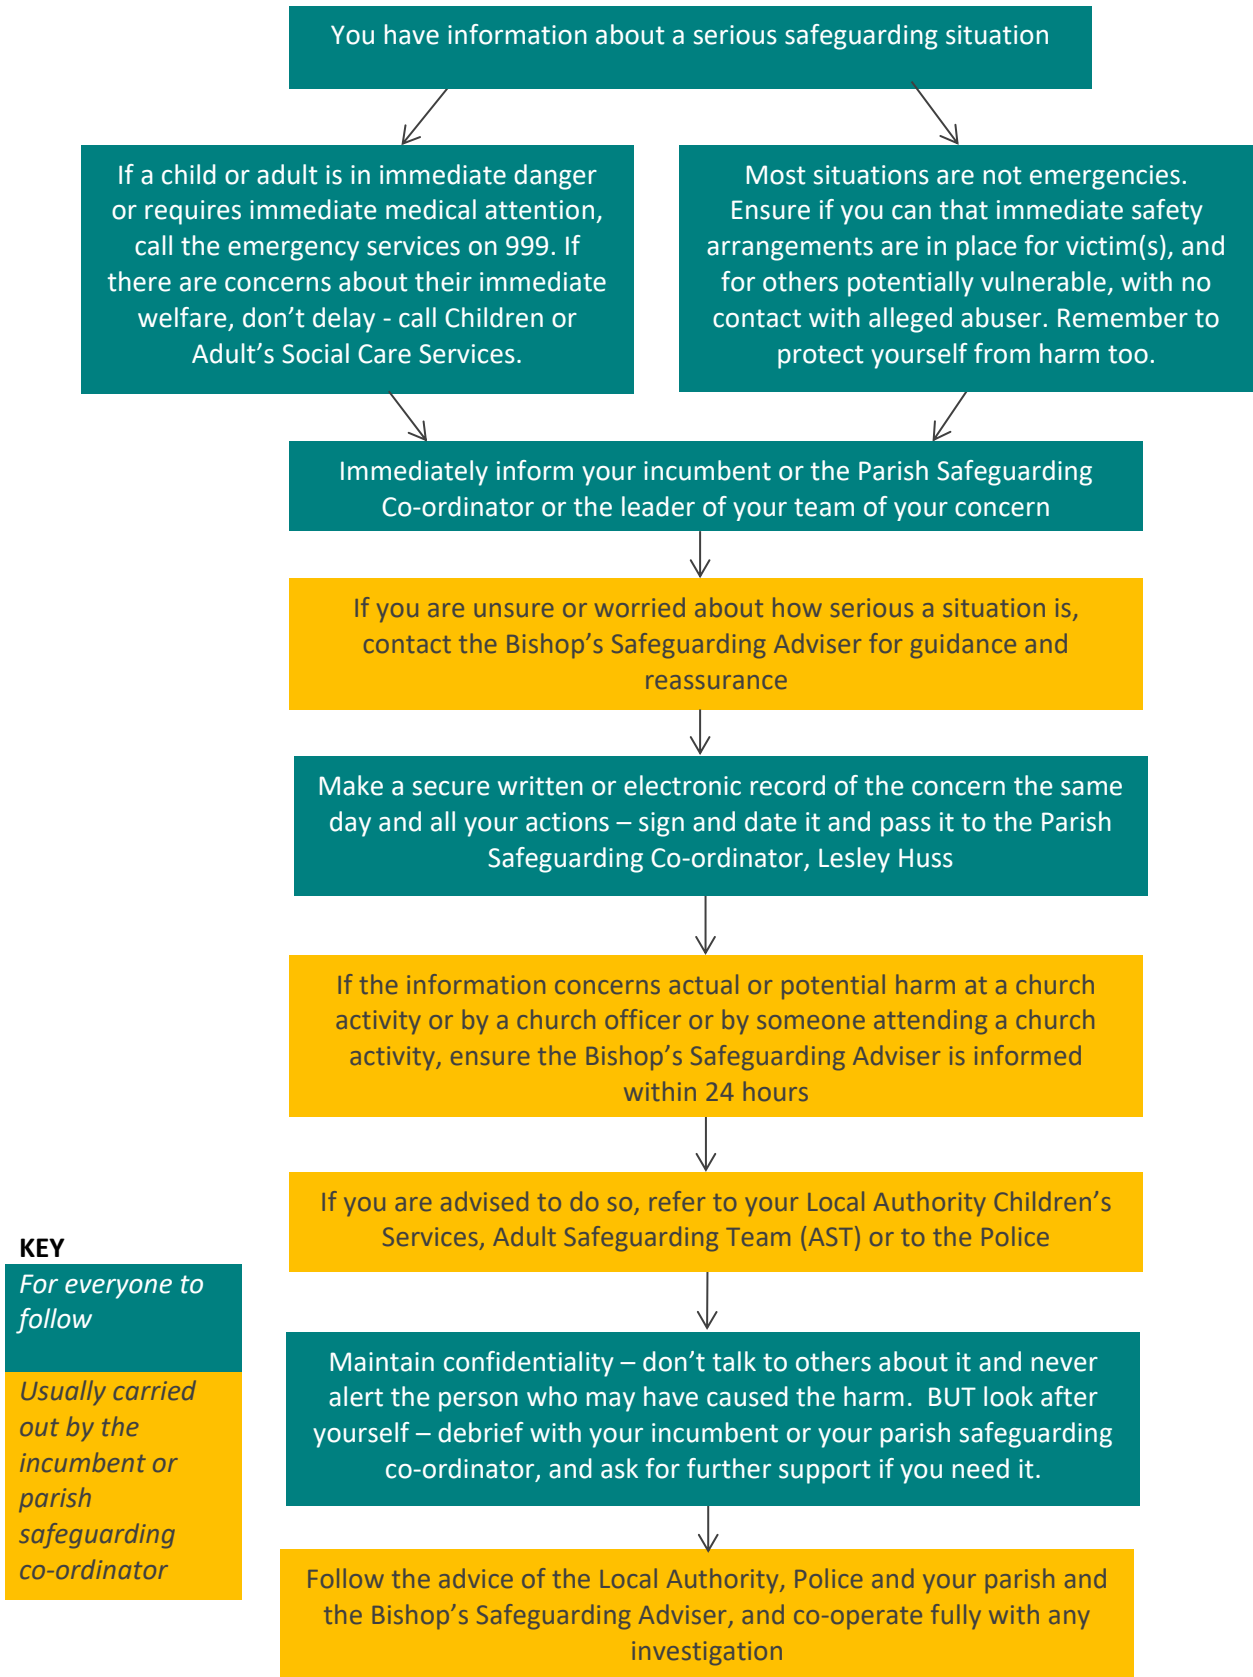 You have information about a serious safeguarding situation
If a child or adult is in immediate danger
or requires immediate medical attention,
call the emergency services on 999. If
there are concerns about their immediate
welfare, don’t delay - call Children or
Adult’s Social Care Services.
Most situations are not emergencies.
Ensure if you can that immediate safety
arrangements are in place for victim(s), and
for others potentially vulnerable, with no
contact with alleged abuser. Remember to
protect yourself from harm too.
Immediately inform your incumbent or the Parish Safeguarding
Co-ordinator or the leader of your team of your concern
If you are unsure or worried about how serious a situation is,
contact the Bishop’s Safeguarding Adviser for guidance and
reassurance
Make a secure written or electronic record of the concern the same
day and all your actions – sign and date it and pass it to the Parish
Safeguarding Co-ordinator, Lesley Huss
If the information concerns actual or potential harm at a church
activity or by a church officer or by someone attending a church
activity, ensure the Bishop’s Safeguarding Adviser is informed
within 24 hours
If you are advised to do so, refer to your Local Authority Children’s
Services, Adult Safeguarding Team (AST) or to the Police
Maintain confidentiality – don’t talk to others about it and never
alert the person who may have caused the harm.  BUT look after
yourself – debrief with your incumbent or your parish safeguarding
co-ordinator, and ask for further support if you need it.
Follow the advice of the Local Authority, Police and your parish and
the Bishop’s Safeguarding Adviser, and co-operate fully with any
investigation
KEY
For everyone to
follow
Usually carried
out by the
incumbent or
parish
safeguarding
co-ordinator